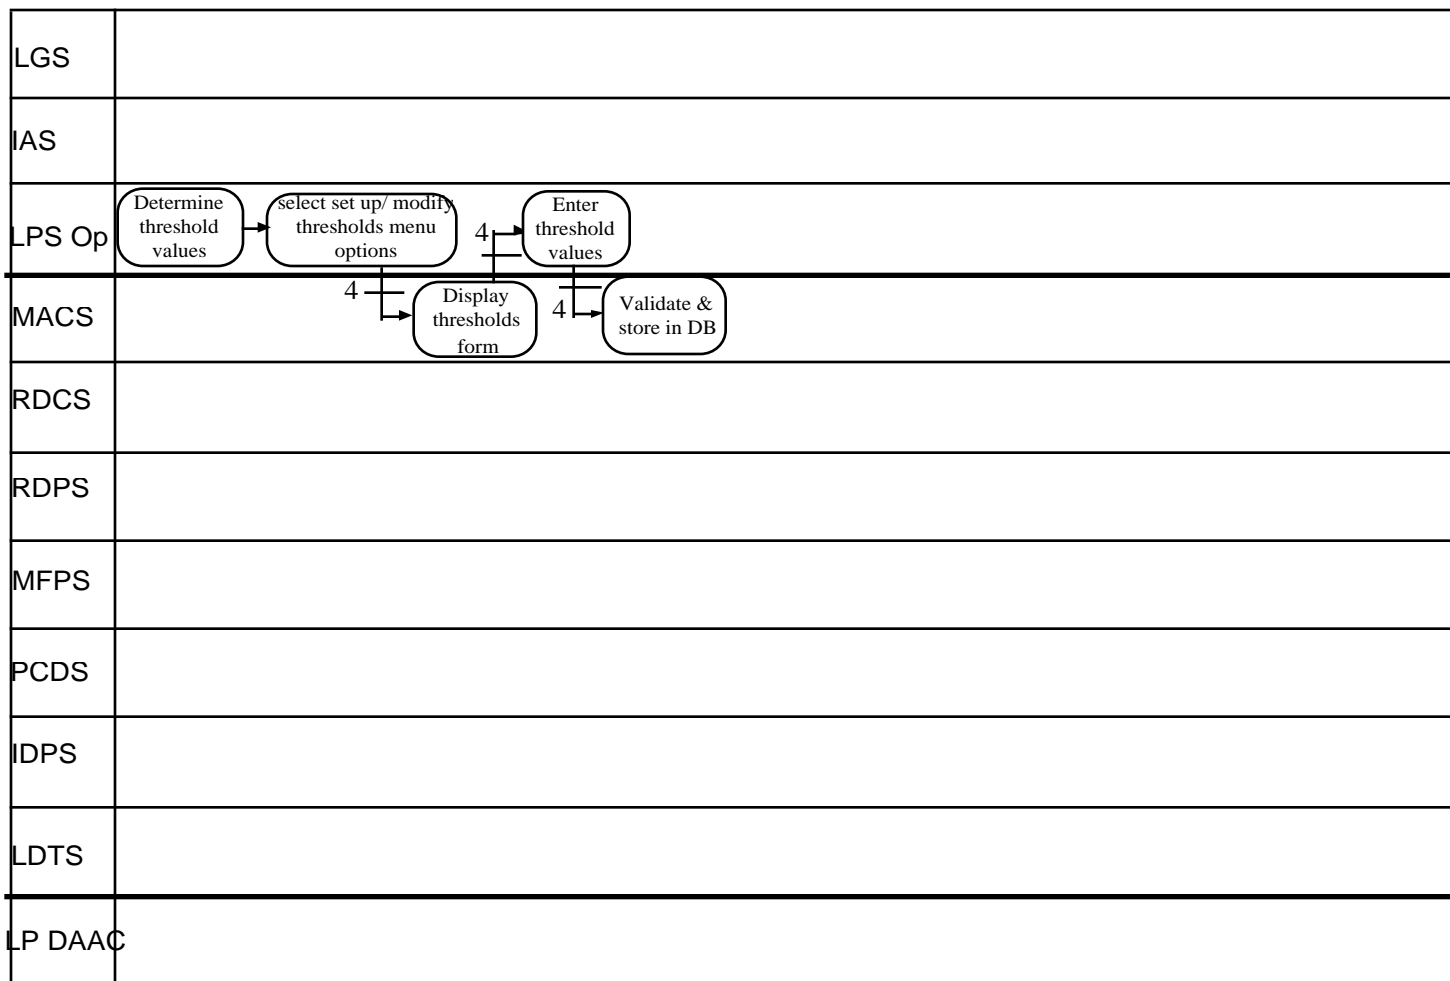 LGS
IAS
LPS Op
Determine
threshold
values
select set up/ modify
thresholds menu
options
4
Enter
threshold
values
MACS
4
Display
thresholds
form
4
Validate &
store in DB
RDCS
RDPS
MFPS
PCDS
IDPS
LDTS
LP DAAC